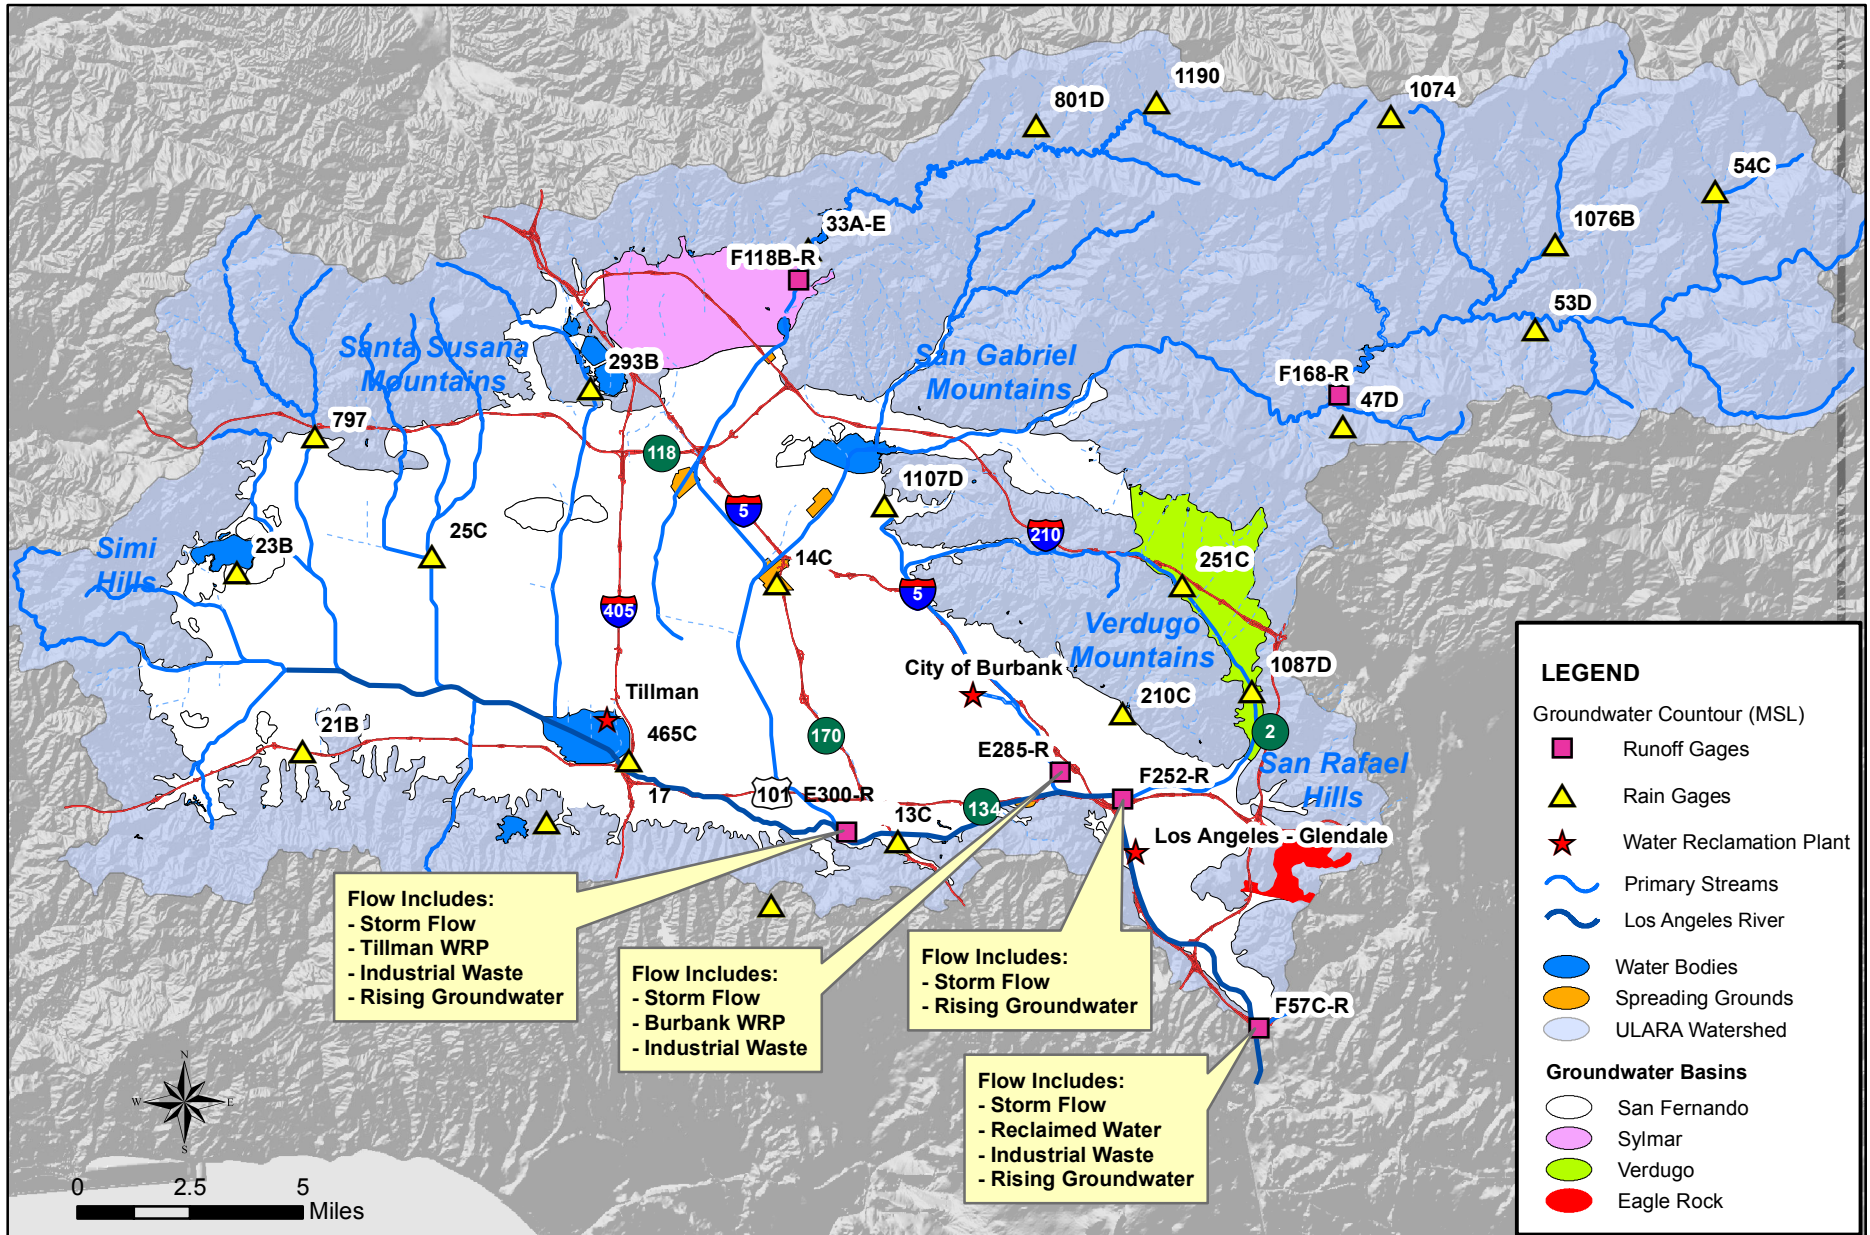 1190
1074
801D
54C
33A-E
1076B
F118B-R
53D
Santa Susana
Mountains
293B
San Gabriel
Mountains
F168-R
47D
797
118
1107D
5
210
Simi
Hills
23B
25C
14C
251C
405
5
Verdugo
Mountains
City of Burbank
1087D
Tillman
210C
21B
465C
170
2
E285-R
San Rafael
Hills
F252-R
17
101
E300-R
134
13C
Los Angeles - Glendale
Flow Includes:
- Storm Flow
- Tillman WRP
- Industrial Waste
- Rising Groundwater
Flow Includes:
- Storm Flow
- Burbank WRP
- Industrial Waste
Flow Includes:
- Storm Flow
- Rising Groundwater
F57C-R
Flow Includes:
- Storm Flow
- Reclaimed Water
- Industrial Waste
- Rising Groundwater
N
W
E
S
0 2.5 5
Miles
LEGEND
Groundwater Countour (MSL)
Runoff Gages
Rain Gages
Water Reclamation Plant
Primary Streams
Los Angeles River
Water Bodies
Spreading Grounds
ULARA Watershed
Groundwater Basins
San Fernando
Sylmar
Verdugo
Eagle Rock